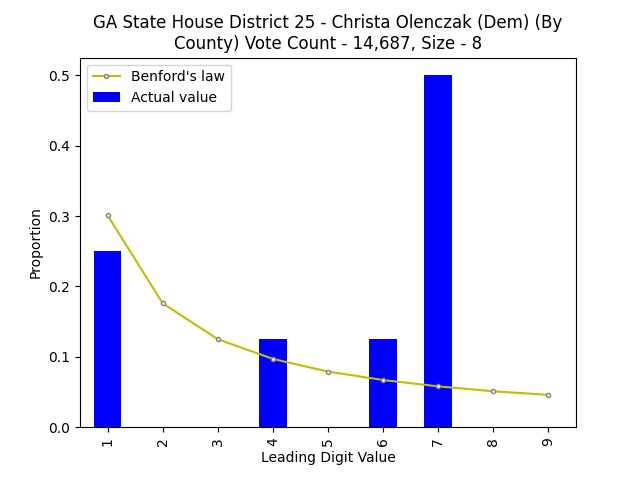 GA State House District 25 - Christa Olenczak (Dem) (By
County) Vote Count - 14,687, Size - 8
Benford's law
Actual value
Proportion
0.5
0.4
0.3
0.2
0.1
0.0
1 2 3 4 5 6 7 8 9
Leading Digit Value